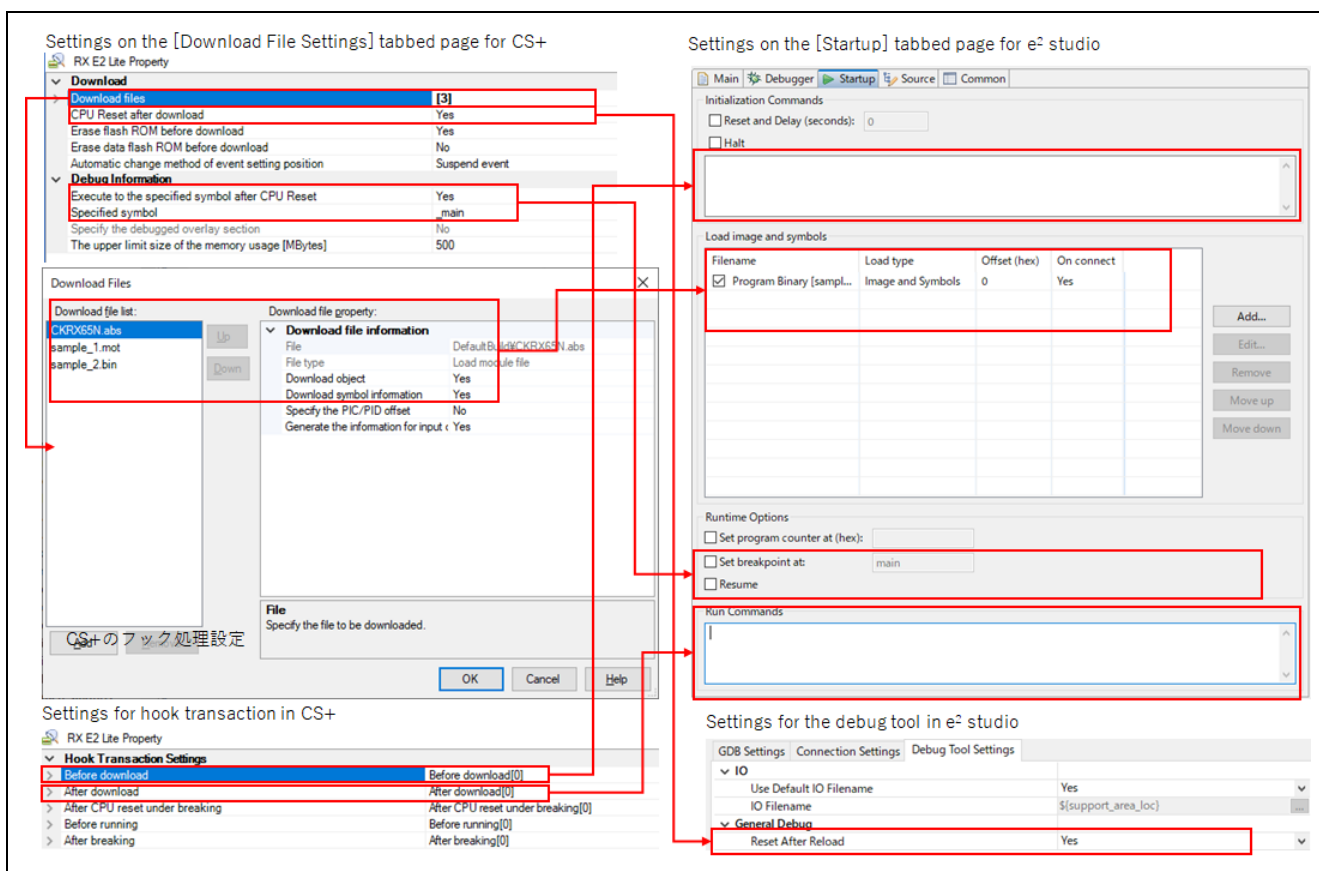 Settings on the [Download File Settings] tabbed page for CS+
RX E2 Lite Property
Download
Download files [3]
CPU Reset after download Yes
Erase flash ROM before download Yes
Erase data flash ROM before download No
Automatic change method of event setting position Suspend event
Debug Information
Execute to the specified symbol after CPU Reset Yes
Specified symbol _main
Specify the debugged overlay section No
The upper limit size of the memory usage [MBytes] 500
Download Files
Download file list:
CKRX65N.abs
sample_1.mot
sample_2.bin
Up
Down
Download file property:
Download file information
File DefaultBuild¥CKRX65N.abs
File type Load module file
Download object Yes
Download symbol information Yes
Specify the PIC/PID offset No
Generate the information for input c Yes
File
Specify the file to be downloaded.
CS+のフック処理設定
OK Cancel Help
Settings for hook transaction in CS+
RX E2 Lite Property
Hook Transaction Settings
Before download Before download[0]
After download After download[0]
After CPU reset under breaking After CPU reset under breaking[0]
Before running Before running[0]
After breaking After breaking[0]
Settings on the [Startup] tabbed page for e² studio
Main Debugger Startup Source Common
Initialization Commands
Reset and Delay (seconds): 0
Halt
Load image and symbols
Filename Load type Offset (hex) On connect
Program Binary [sampl... Image and Symbols 0 Yes
Add...
Edit...
Remove
Move up
Move down
Runtime Options
Set program counter at (hex):
Set breakpoint at: main
Resume
Run Commands
Settings for the debug tool in e² studio
GDB Settings Connection Settings Debug Tool Settings
IO
Use Default IO Filename Yes
IO Filename ${support_area_loc} ...
General Debug
Reset After Reload Yes